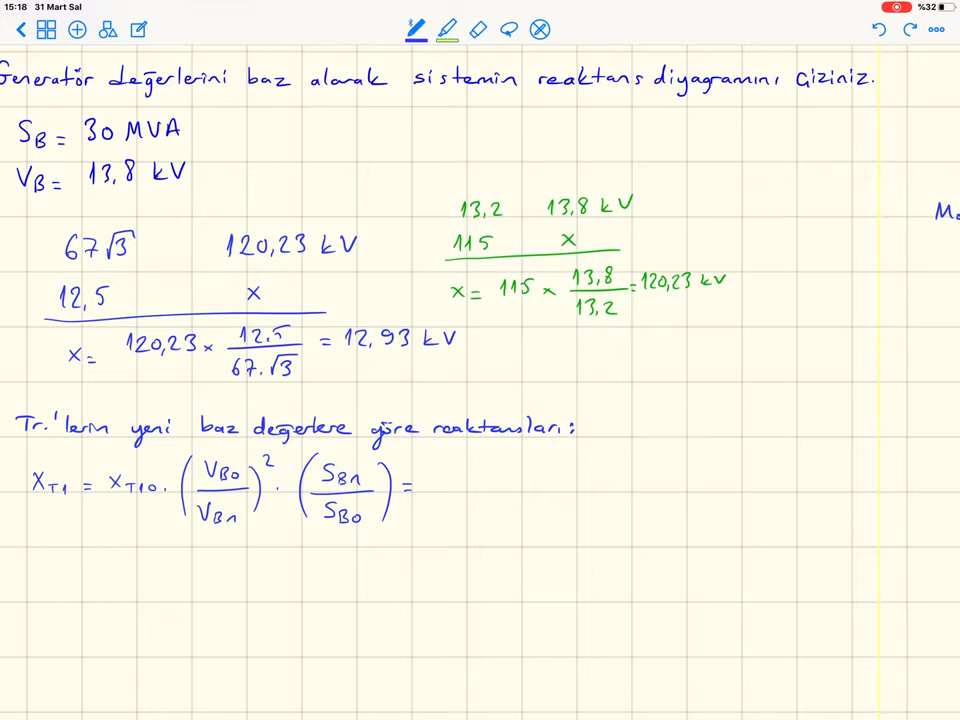 15:18 31 Mart Sal %32
Generatör değerlerini baz alarak sistemin reaktans diyagramını çiziniz.
S_B = 30 MVA
V_B = 13,8 kV
67√3 120,23 kV
12,5 x
x = 120,23 × 12,5 / 67.√3 = 12,93 kV
13,2 13,8 kV
115 x
x = 115 × 13,8 / 13,2 = 120,23 kV
Tr.'lerin yeni baz değerlere göre reaktansları:
X_T1 = X_T10 . (V_B0 / V_Bn)² . (S_Bn / S_B0) =